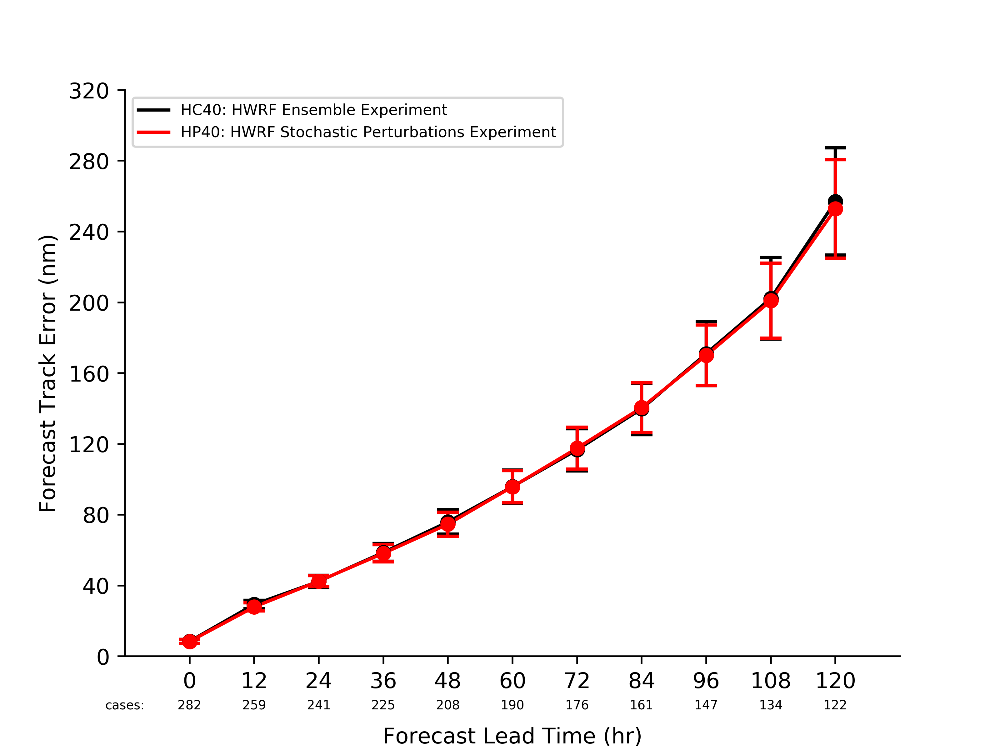 320
280
240
200
160
120
80
40
0
Forecast Track Error (nm)
HC40: HWRF Ensemble Experiment
HP40: HWRF Stochastic Perturbations Experiment
0 12 24 36 48 60 72 84 96 108 120
cases: 282 259 241 225 208 190 176 161 147 134 122
Forecast Lead Time (hr)